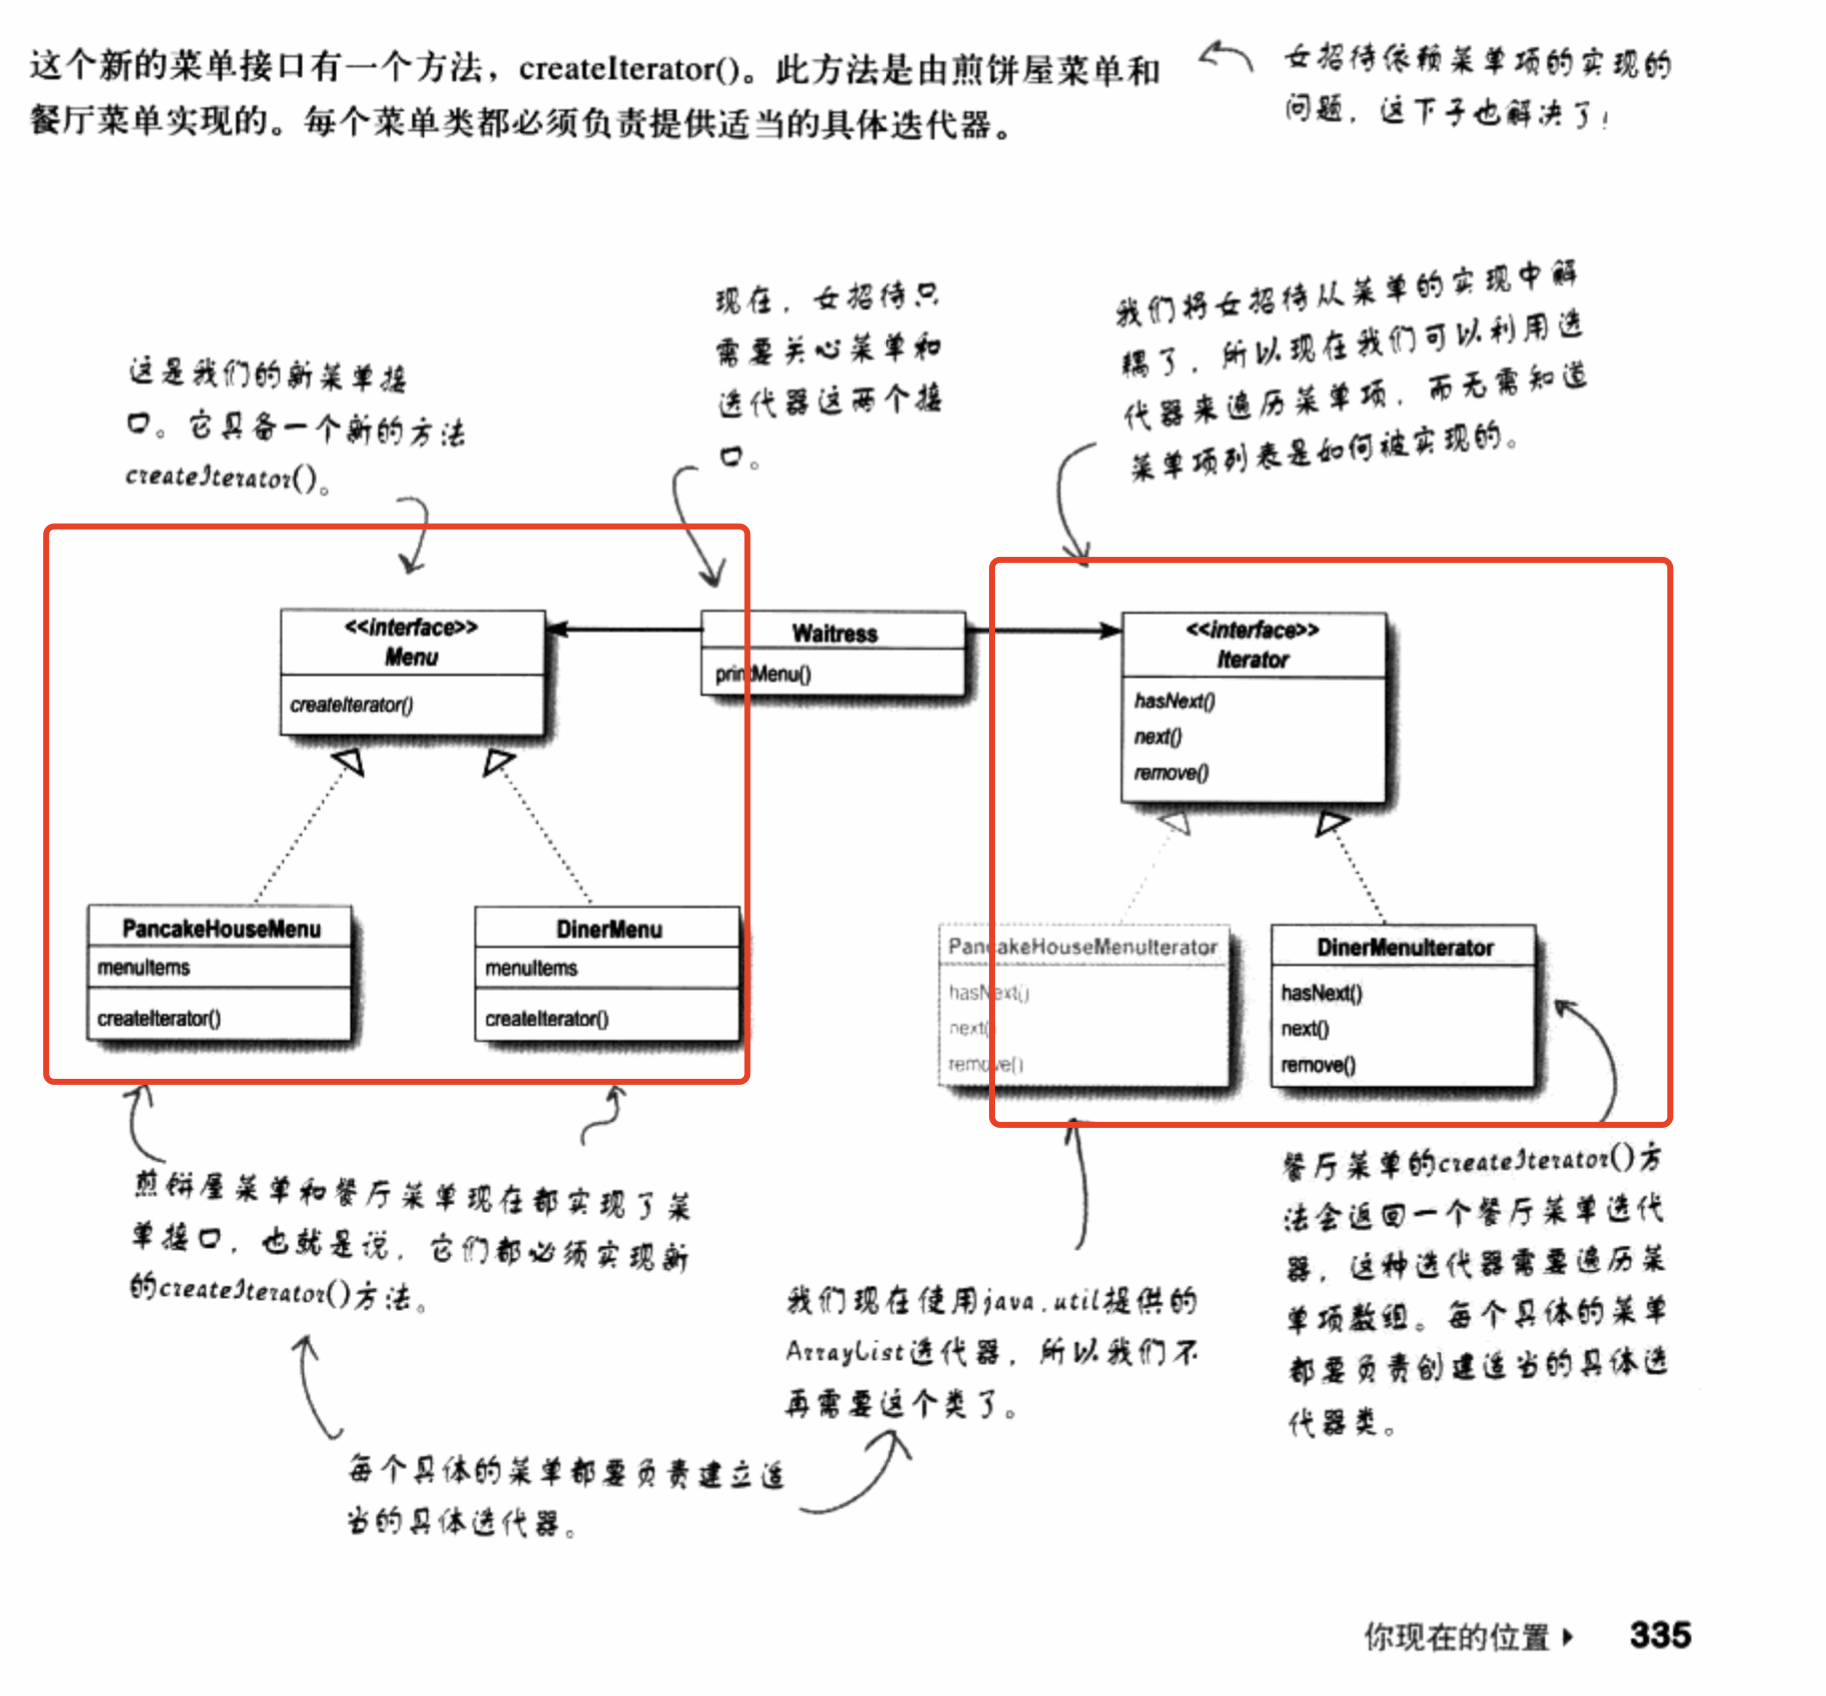 这个新的菜单接口有一个方法，createIterator()。此方法是由煎饼屋菜单和
餐厅菜单实现的。每个菜单类都必须负责提供适当的具体迭代器。
女招待依赖菜单项的实现的
问题，这下子也解决了！
这是我们的新菜单接
口。它具备一个新的方法
createIterator()。
现在，女招待只
需要关心菜单和
迭代器这两个接
口。
我们将女招待从菜单的实现中解
耦了，所以现在我们可以利用迭
代器来遍历菜单项，而无需知道
菜单项列表是如何被实现的。
<<interface>>
Menu
createIterator()
Waitress
printMenu()
<<interface>>
Iterator
hasNext()
next()
remove()
PancakeHouseMenu
menuItems
createIterator()
DinerMenu
menuItems
createIterator()
PancakeHouseMenuIterator
hasNext()
next()
remove()
DinerMenuIterator
hasNext()
next()
remove()
煎饼屋菜单和餐厅菜单现在都实现了菜
单接口，也就是说，它们都必须实现新
的createIterator()方法。
我们现在使用java.util提供的
ArrayList迭代器，所以我们不
再需要这个类了。
餐厅菜单的createIterator()方
法会返回一个餐厅菜单迭代
器，这种迭代器需要遍历菜
单项数组。每个具体的菜单
都要负责创建适当的具体迭
代器类。
每个具体的菜单都要负责建立适
当的具体迭代器。
你现在的位置 ▸ 335